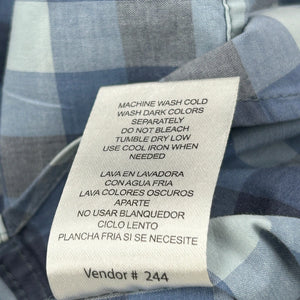 MACHINE WASH COLD
WASH DARK COLORS
SEPARATELY
DO NOT BLEACH
TUMBLE DRY LOW
USE COOL IRON WHEN
NEEDED
LAVA EN LAVADORA
CON AGUA FRIA
LAVA COLORES OSCUROS
APARTE
NO USAR BLANQUEDOR
CICLO LENTO
PLANCHA FRIA SI SE NECESITE
Vendor # 244